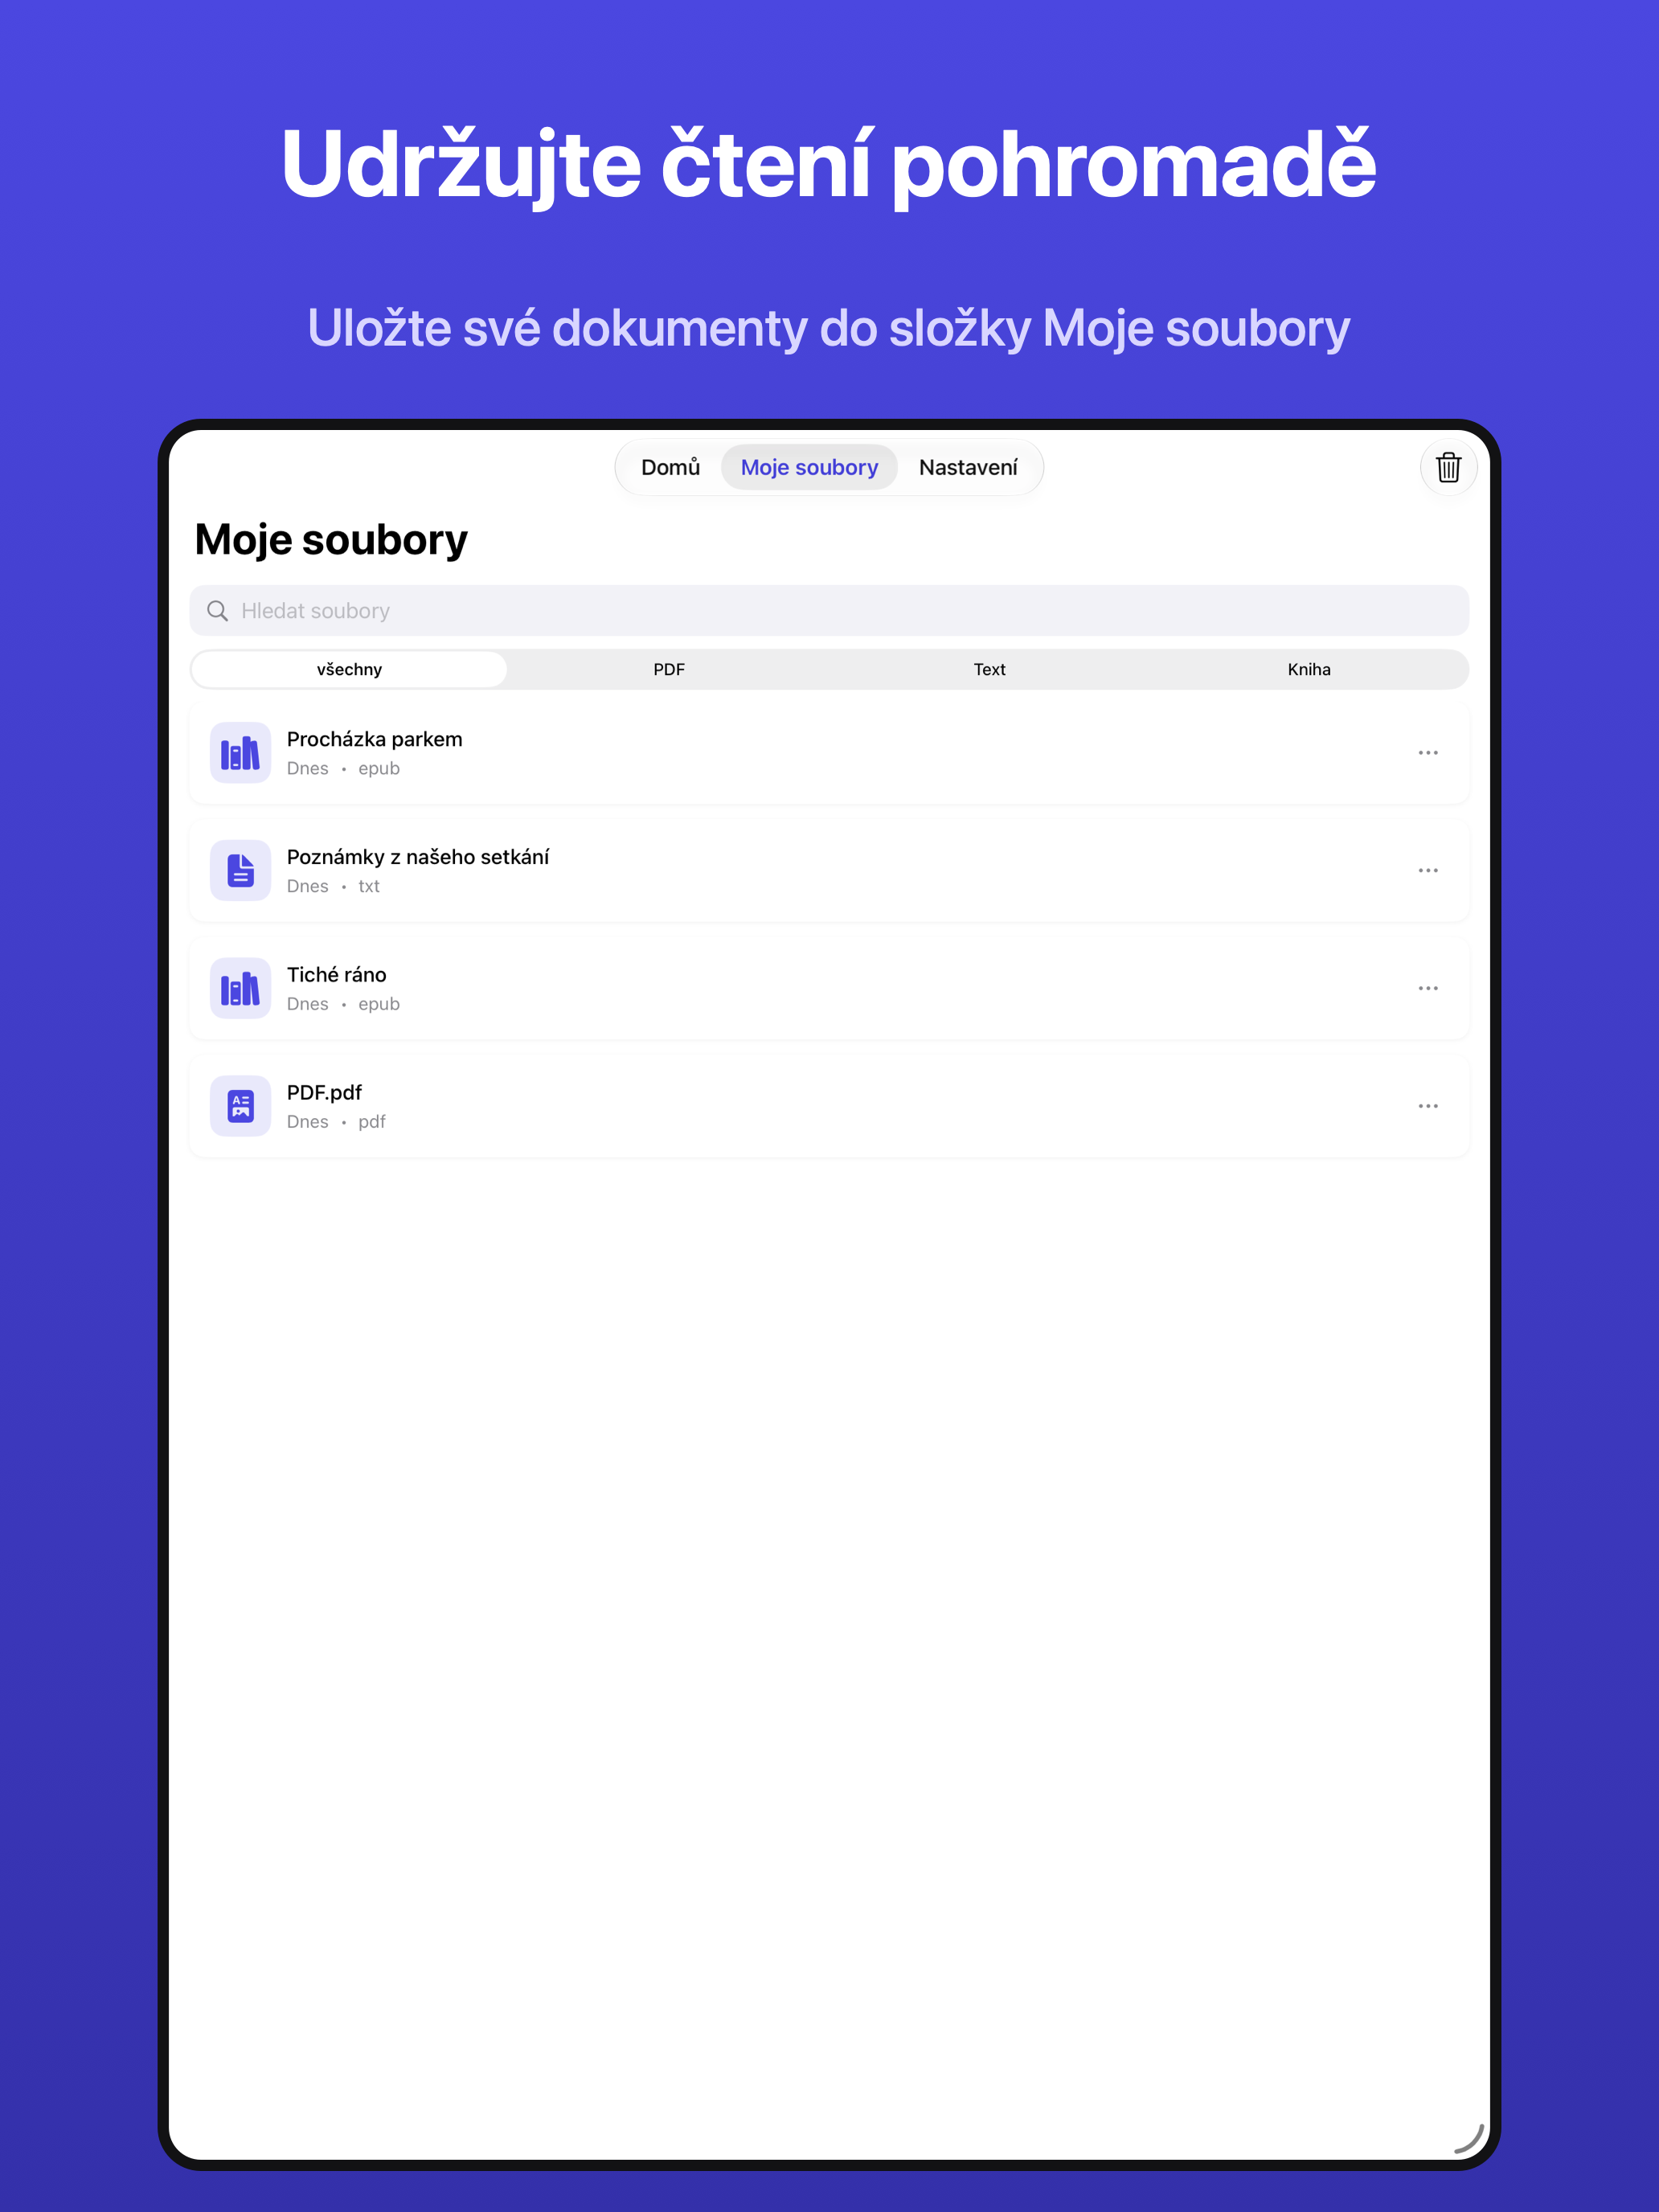 Udržujte čtení pohromadě
Uložte své dokumenty do složky Moje soubory
Domů Moje soubory Nastavení
Moje soubory
Hledat soubory
všechny PDF Text Kniha
Procházka parkem
Dnes • epub
Poznámky z našeho setkání
Dnes • txt
Tiché ráno
Dnes • epub
PDF.pdf
Dnes • pdf